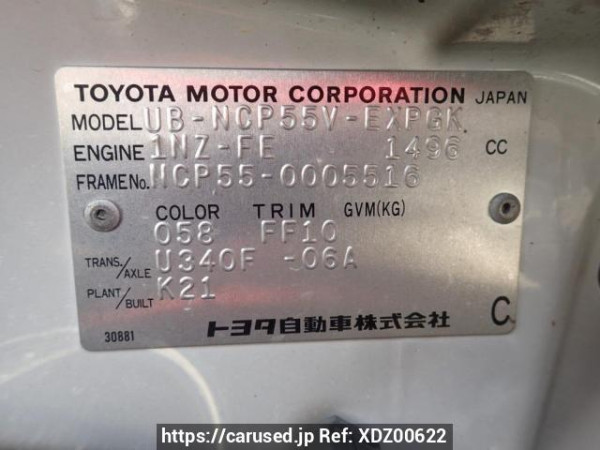 TOYOTA MOTOR CORPORATION JAPAN
MODEL UB-NCP55V-EXPGK
ENGINE 1NZ-FE 1496 CC
FRAME No. NCP55-0005516
COLOR TRIM GVM(KG)
058 FF10
TRANS./AXLE U340F -06A
PLANT/BUILT K21
C
30881 トヨタ自動車株式会社
https://carused.jp Ref: XDZ00622